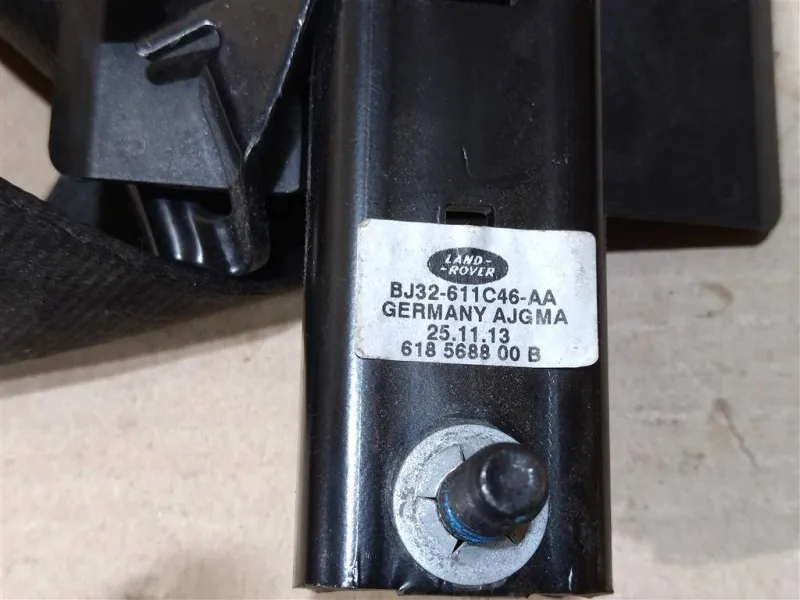 LAND-
-ROVER
BJ32-611C46-AA
GERMANY AJGMA
25.11.13
618 5688 00 B